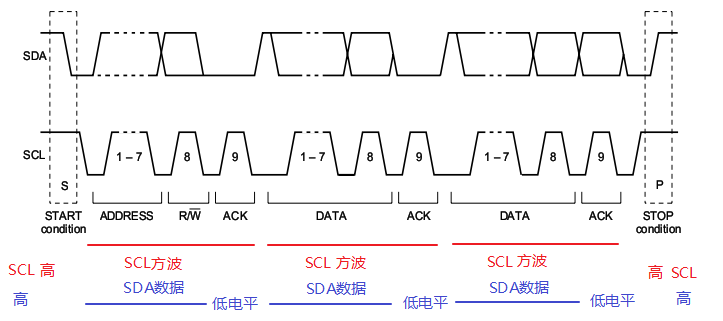 SDA
SCL
1 – 7 8 9 1 – 7 8 9 1 – 7 8 9
S P
START condition ADDRESS R/W̅ ACK DATA ACK DATA ACK STOP condition
SCL 高 SCL方波 SCL 方波 SCL 方波 高 SCL
高 SDA数据 低电平 SDA数据 低电平 SDA数据 低电平 高